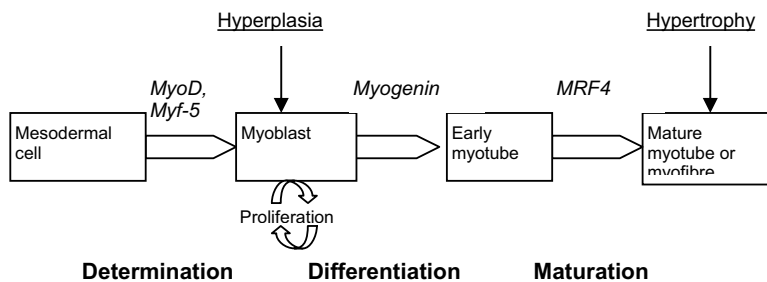 Hyperplasia
Hypertrophy
MyoD,
Myf-5
Myogenin
MRF4
Mesodermal
cell
Myoblast
Early
myotube
Mature
myotube or
myofibre
Proliferation
Determination
Differentiation
Maturation